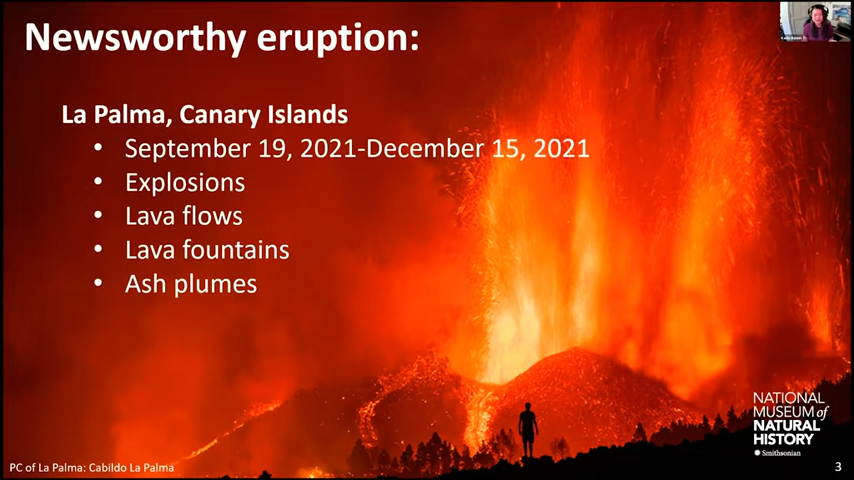 Newsworthy eruption:
La Palma, Canary Islands
• September 19, 2021-December 15, 2021
• Explosions
• Lava flows
• Lava fountains
• Ash plumes
NATIONAL
MUSEUM of
NATURAL
HISTORY
Smithsonian
PC of La Palma: Cabildo La Palma
3